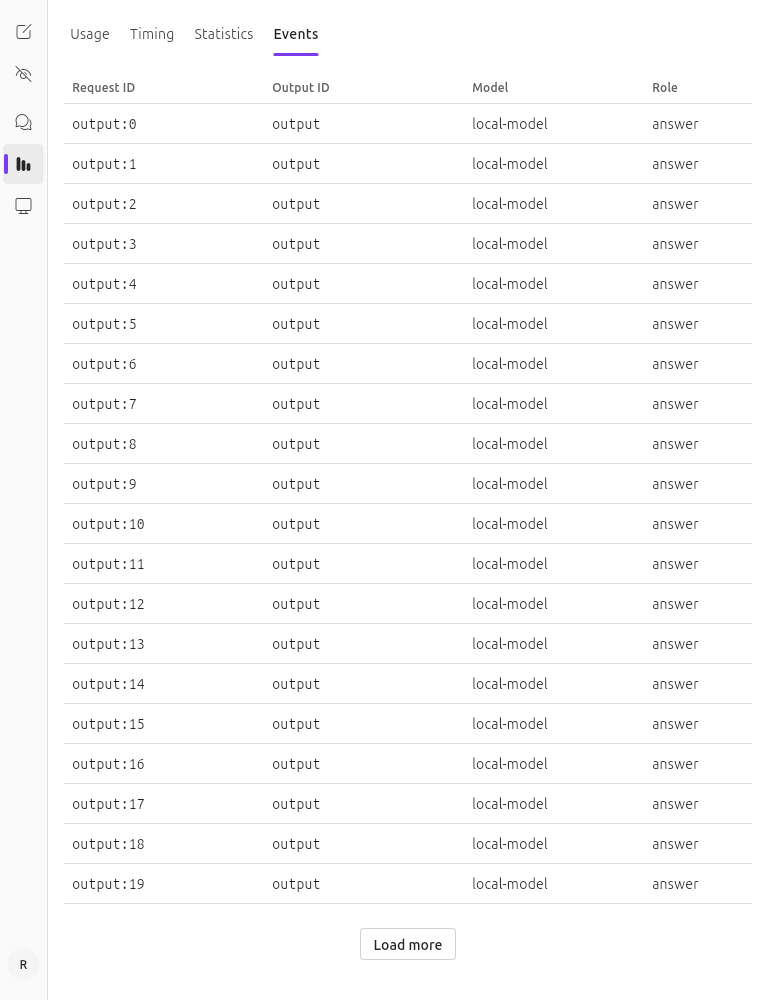 Usage Timing Statistics Events
Request ID Output ID Model Role
output:0 output local-model answer
output:1 output local-model answer
output:2 output local-model answer
output:3 output local-model answer
output:4 output local-model answer
output:5 output local-model answer
output:6 output local-model answer
output:7 output local-model answer
output:8 output local-model answer
output:9 output local-model answer
output:10 output local-model answer
output:11 output local-model answer
output:12 output local-model answer
output:13 output local-model answer
output:14 output local-model answer
output:15 output local-model answer
output:16 output local-model answer
output:17 output local-model answer
output:18 output local-model answer
output:19 output local-model answer
Load more
R